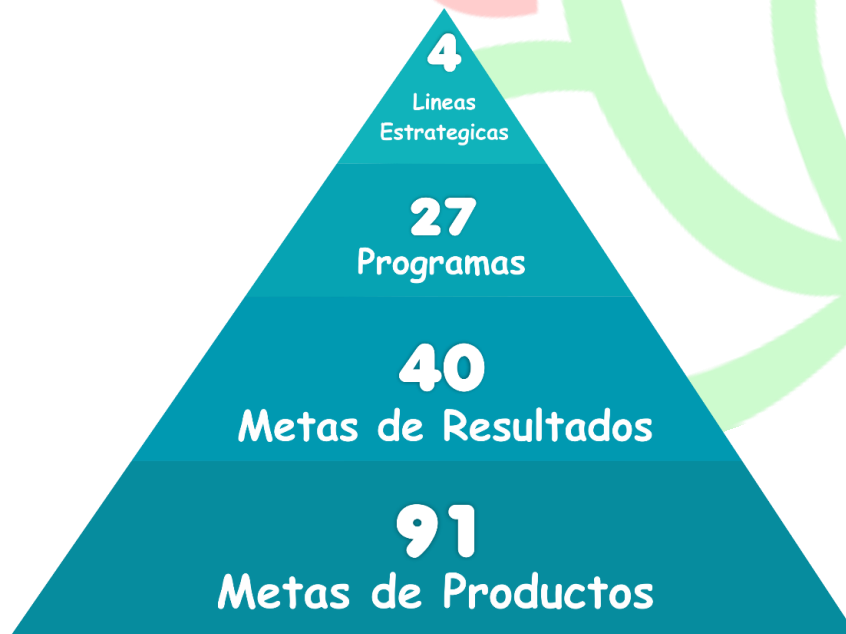 4
Lineas
Estrategicas
27
Programas
40
Metas de Resultados
91
Metas de Productos